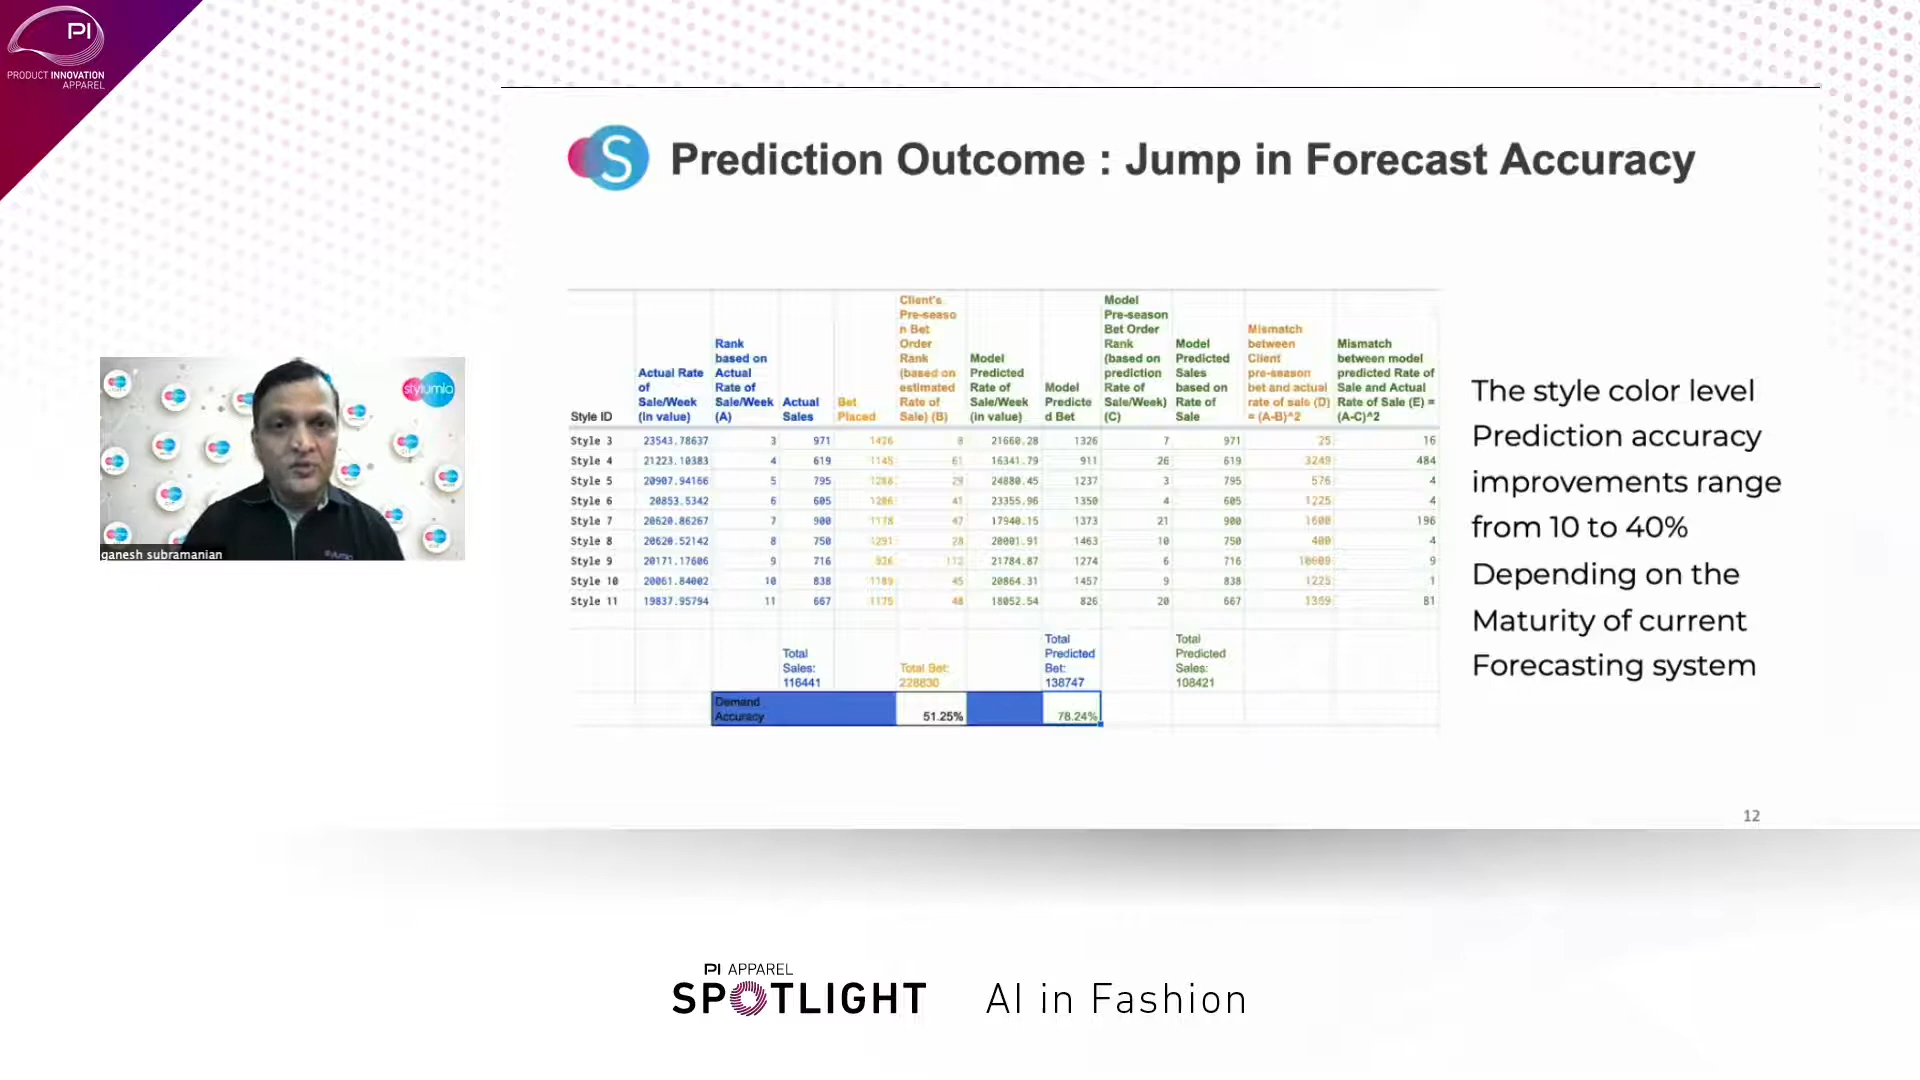 PI
PRODUCT INNOVATION
APPAREL
S Prediction Outcome : Jump in Forecast Accuracy
Style ID
Actual Rate
of
Sale/Week
(in value)
Rank
based on
Actual
Rate of
Sale/Week
(A)
Actual
Sales
Bet
Placed
Client's
Pre-seaso
n Bet
Order
Rank
(based on
estimated
Rate of
Sale) (B)
Model
Predicted
Rate of
Sale/Week
(in value)
Model
Predicte
d Bet
Model
Pre-season
Bet Order
Rank
(based on
prediction
Rate of
Sale/Week)
(C)
Model
Predicted
Sales
based on
Rate of
Sale
Mismatch
between
Client
pre-season
bet and actual
rate of sale (D)
= (A-B)^2
Mismatch
between model
predicted Rate of
Sale and Actual
Rate of Sale (E) =
(A-C)^2
Style 3 23543.78637 3 971 1426 8 21660.28 1326 7 971 25 16
Style 4 21223.10383 4 619 1145 61 16341.79 911 26 619 3249 484
Style 5 20907.94166 5 795 29 24880.45 1237 3 795 576 4
Style 6 20853.5342 6 605 1206 41 23355.96 1350 4 605 1225 4
Style 7 20620.86267 7 900 1178 47 17940.15 1373 21 900 1600 196
Style 8 20620.52142 8 750 1291 28 20001.91 1463 10 750 400 4
Style 9 20171.17606 9 716 112 21784.87 1274 6 716 10609 9
Style 10 20061.84002 10 838 1189 45 20864.31 1457 9 838 1225 1
Style 11 19837.95794 11 667 1175 48 18052.54 826 20 667 1369 81
Total
Sales:
116441
Total Bet:
228830
Total
Predicted
Bet:
138747
Total
Predicted
Sales:
108421
Demand
Accuracy
51.25% 78.24%
The style color level
Prediction accuracy
improvements range
from 10 to 40%
Depending on the
Maturity of current
Forecasting system
stylumia
ganesh subramanian
12
PI APPAREL
SPOTLIGHT AI in Fashion